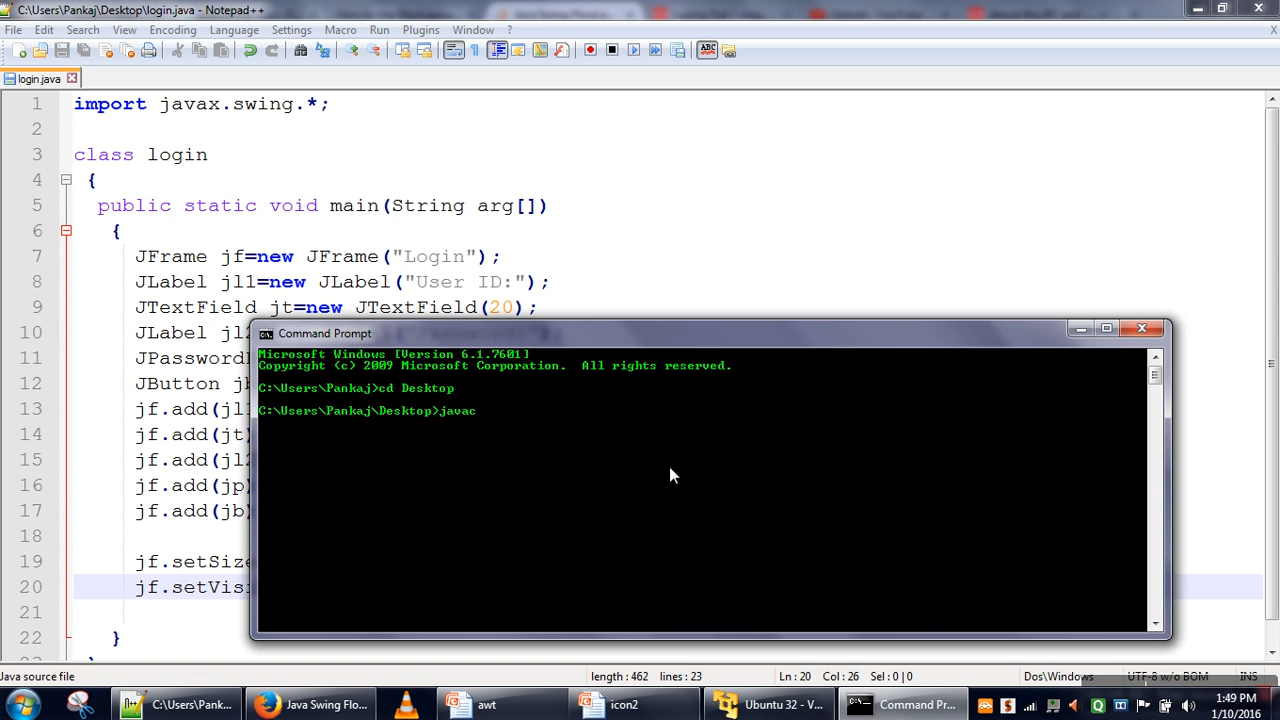 C:\Users\Pankaj\Desktop\login.java - Notepad++
File Edit Search View Encoding Language Settings Macro Run Plugins Window ? X
login.java
1 import javax.swing.*;
2
3 class login
4 {
5 public static void main(String arg[])
6 {
7 JFrame jf=new JFrame("Login");
8 JLabel jl1=new JLabel("User ID:");
9 JTextField jt=new JTextField(20);
10 JLabel jl2
11 JPassword
12 JButton jb
13 jf.add(jl1
14 jf.add(jt)
15 jf.add(jl2
16 jf.add(jp)
17 jf.add(jb)
18
19 jf.setSize
20 jf.setVisi
21
22 }
Command Prompt
Microsoft Windows [Version 6.1.7601]
Copyright (c) 2009 Microsoft Corporation. All rights reserved.
C:\Users\Pankaj>cd Desktop
C:\Users\Pankaj\Desktop>javac
Java source file length : 462 lines : 23 Ln : 20 Col : 26 Sel : 0 | 0 Dos\Windows UTF-8 w/o BOM INS
C:\Users\Pank... Java Swing Flo... awt icon2 Ubuntu 32 - V... Command Pr... 1:49 PM
1/10/2016